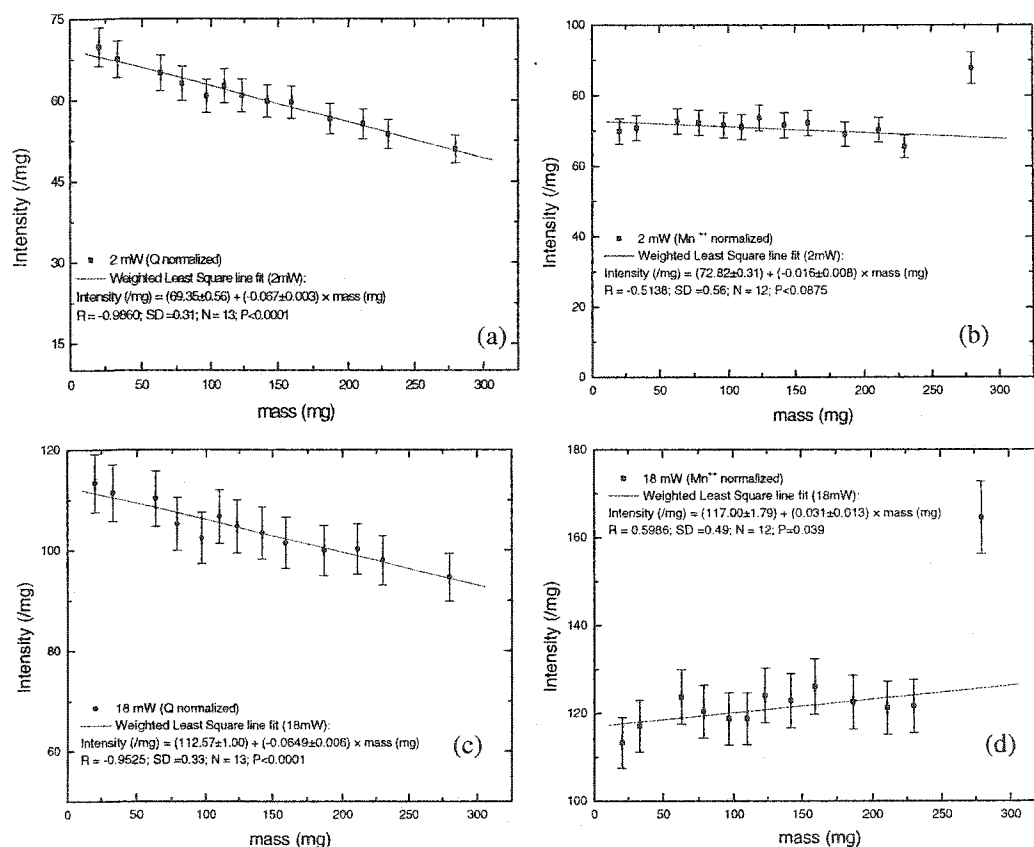 75
60
45
30
15
Intensity (/mg)
2 mW (Q normalized)
Weighted Least Square line fit (2mW):
Intensity (/mg) = (69.35±0.56) + (-0.067±0.003) × mass (mg)
R = -0.9860; SD =0.31; N = 13; P<0.0001
(a)
0 50 100 150 200 250 300
mass (mg)
100
80
60
40
20
0
Intensity (/mg)
2 mW (Mn⁺⁺ normalized)
Weighted Least Square line fit (2mW):
Intensity (/mg) = (72.82±0.31) + (-0.016±0.008) × mass (mg)
R = -0.5138; SD = 0.56; N = 12; P<0.0875
(b)
0 50 100 150 200 250 300
mass (mg)
120
100
80
60
Intensity (/mg)
18 mW (Q normalized)
Weighted Least Square line fit (18mW):
Intensity (/mg) = (112.57±1.00) + (-0.0649±0.006) × mass (mg)
R = -0.9525; SD =0.33; N = 13; P<0.0001
(c)
0 50 100 150 200 250 300
mass (mg)
180
160
140
120
100
Intensity (/mg)
18 mW (Mn⁺⁺ normalized)
Weighted Least Square line fit (18mW):
Intensity (/mg) = (117.00±1.79) + (0.031±0.013) × mass (mg)
R = 0.5986; SD =0.49; N = 12; P=0.039
(d)
0 50 100 150 200 250 300
mass (mg)